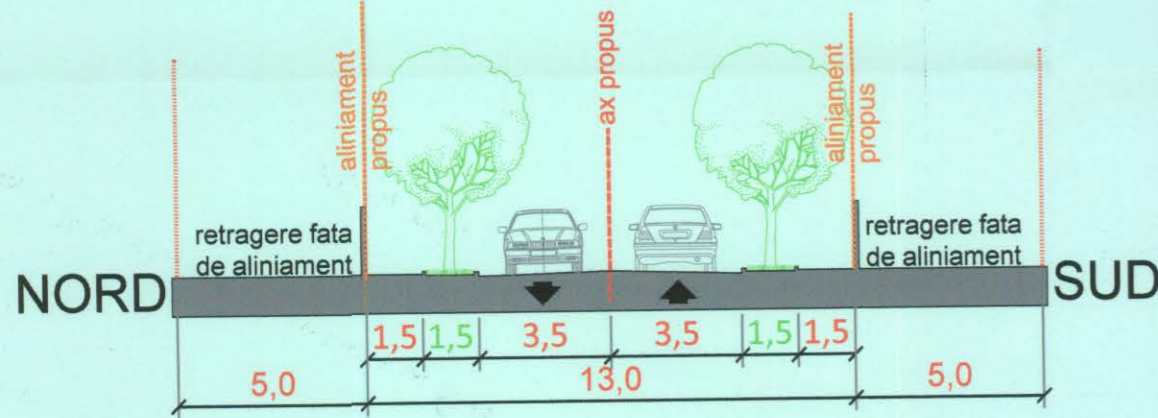 aliniament
propus
ax propus
aliniament
propus
retragere fata
de aliniament
retragere fata
de aliniament
NORD
SUD
1,5 1,5 3,5 3,5 1,5 1,5
5,0 13,0 5,0